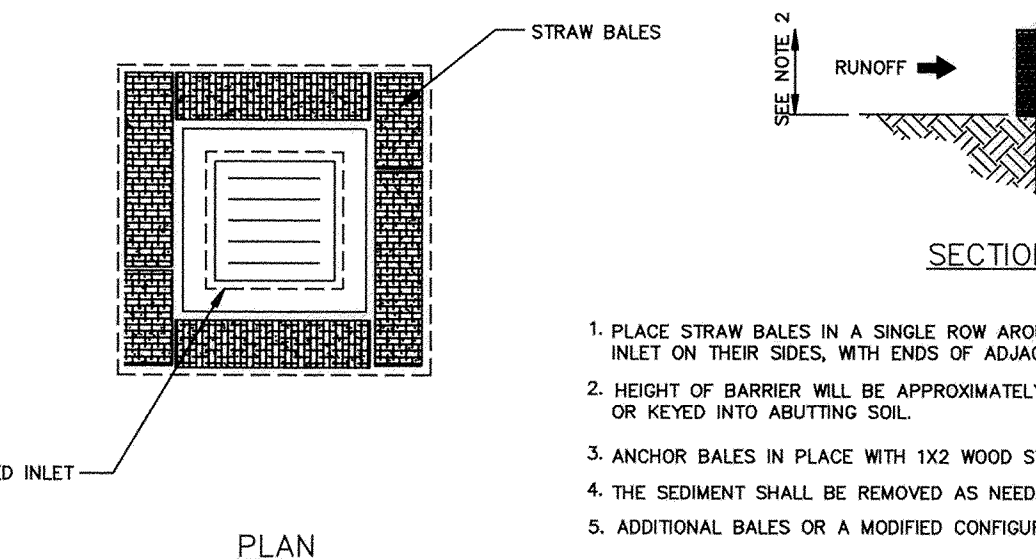 STRAW BALES
SEE NOTE 2
RUNOFF
ED INLET
PLAN
SECTION
1. PLACE STRAW BALES IN A SINGLE ROW ARO
INLET ON THEIR SIDES, WITH ENDS OF ADJAC
2. HEIGHT OF BARRIER WILL BE APPROXIMATELY
OR KEYED INTO ABUTTING SOIL.
3. ANCHOR BALES IN PLACE WITH 1X2 WOOD S
4. THE SEDIMENT SHALL BE REMOVED AS NEED
5. ADDITIONAL BALES OR A MODIFIED CONFIGU